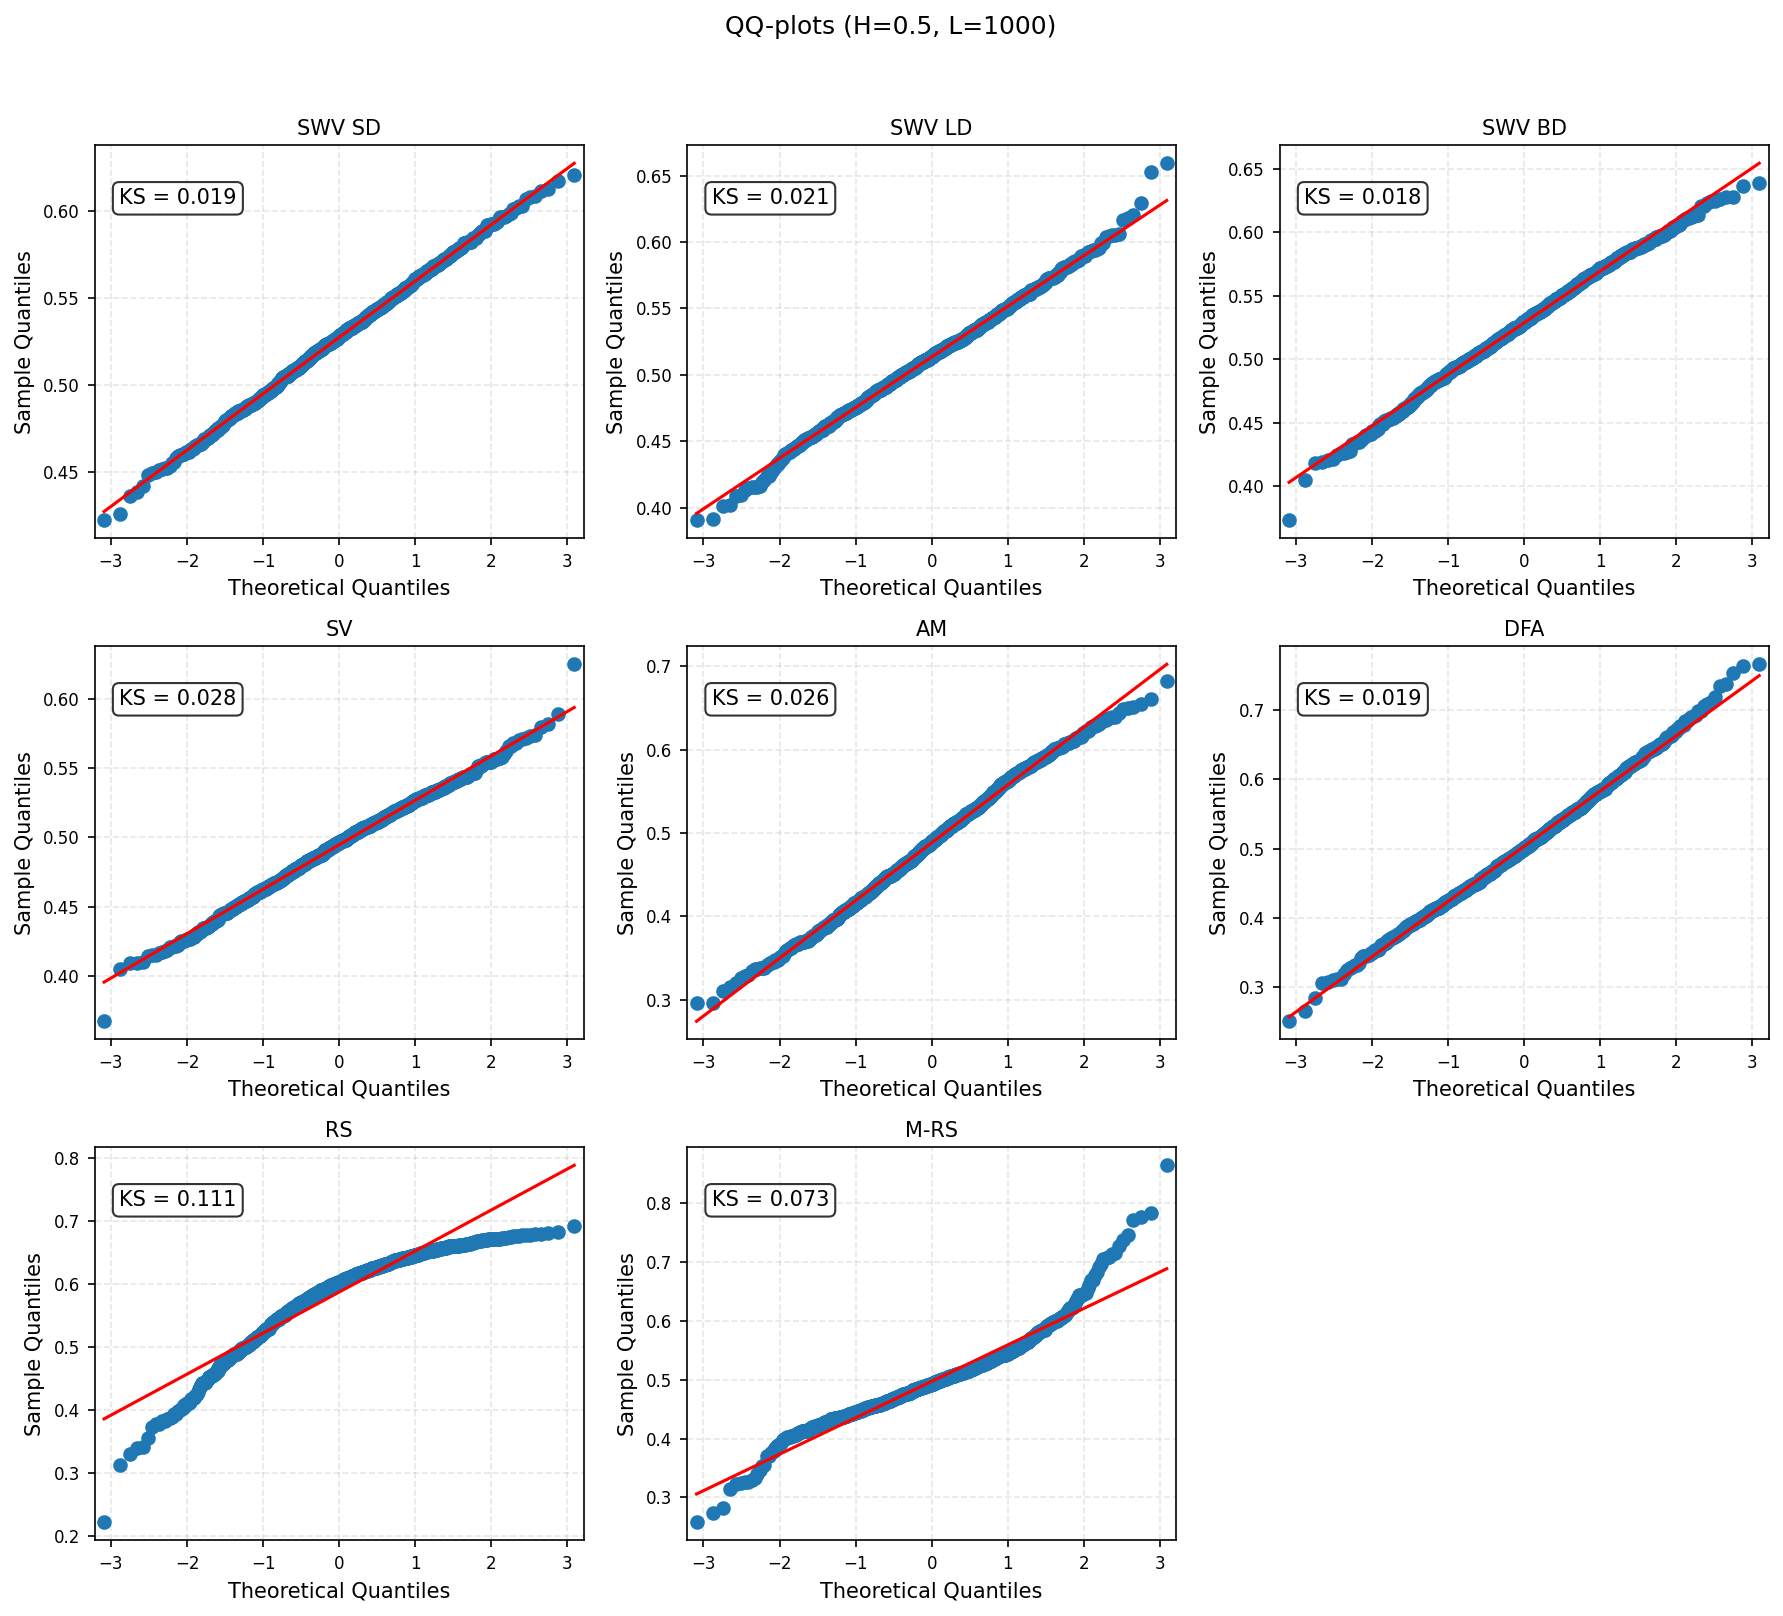 QQ-plots (H=0.5, L=1000)
SWV SD
KS = 0.019
Sample Quantiles
0.60
0.55
0.50
0.45
−3 −2 −1 0 1 2 3
Theoretical Quantiles
SWV LD
KS = 0.021
Sample Quantiles
0.65
0.60
0.55
0.50
0.45
0.40
−3 −2 −1 0 1 2 3
Theoretical Quantiles
SWV BD
KS = 0.018
Sample Quantiles
0.65
0.60
0.55
0.50
0.45
0.40
−3 −2 −1 0 1 2 3
Theoretical Quantiles
SV
KS = 0.028
Sample Quantiles
0.60
0.55
0.50
0.45
0.40
−3 −2 −1 0 1 2 3
Theoretical Quantiles
AM
KS = 0.026
Sample Quantiles
0.7
0.6
0.5
0.4
0.3
−3 −2 −1 0 1 2 3
Theoretical Quantiles
DFA
KS = 0.019
Sample Quantiles
0.7
0.6
0.5
0.4
0.3
−3 −2 −1 0 1 2 3
Theoretical Quantiles
RS
KS = 0.111
Sample Quantiles
0.8
0.7
0.6
0.5
0.4
0.3
0.2
−3 −2 −1 0 1 2 3
Theoretical Quantiles
M-RS
KS = 0.073
Sample Quantiles
0.8
0.7
0.6
0.5
0.4
0.3
−3 −2 −1 0 1 2 3
Theoretical Quantiles